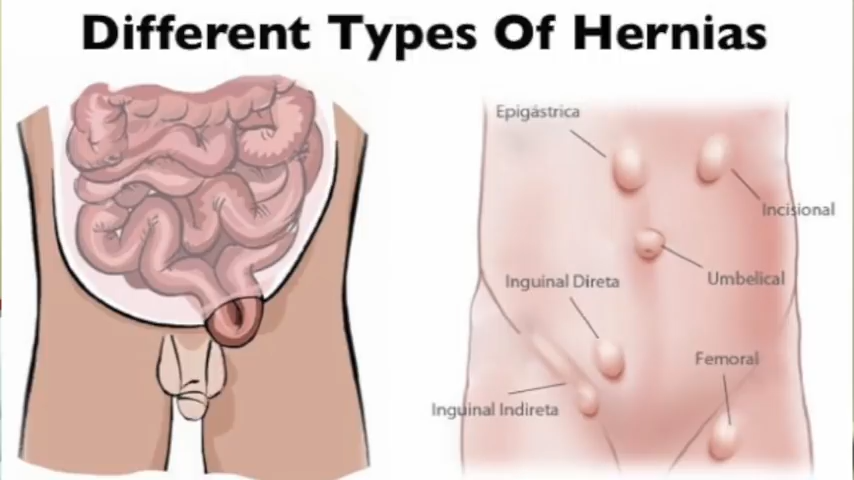 Different Types Of Hernias
Epigástrica
Incisional
Umbelical
Inguinal Direta
Femoral
Inguinal Indireta